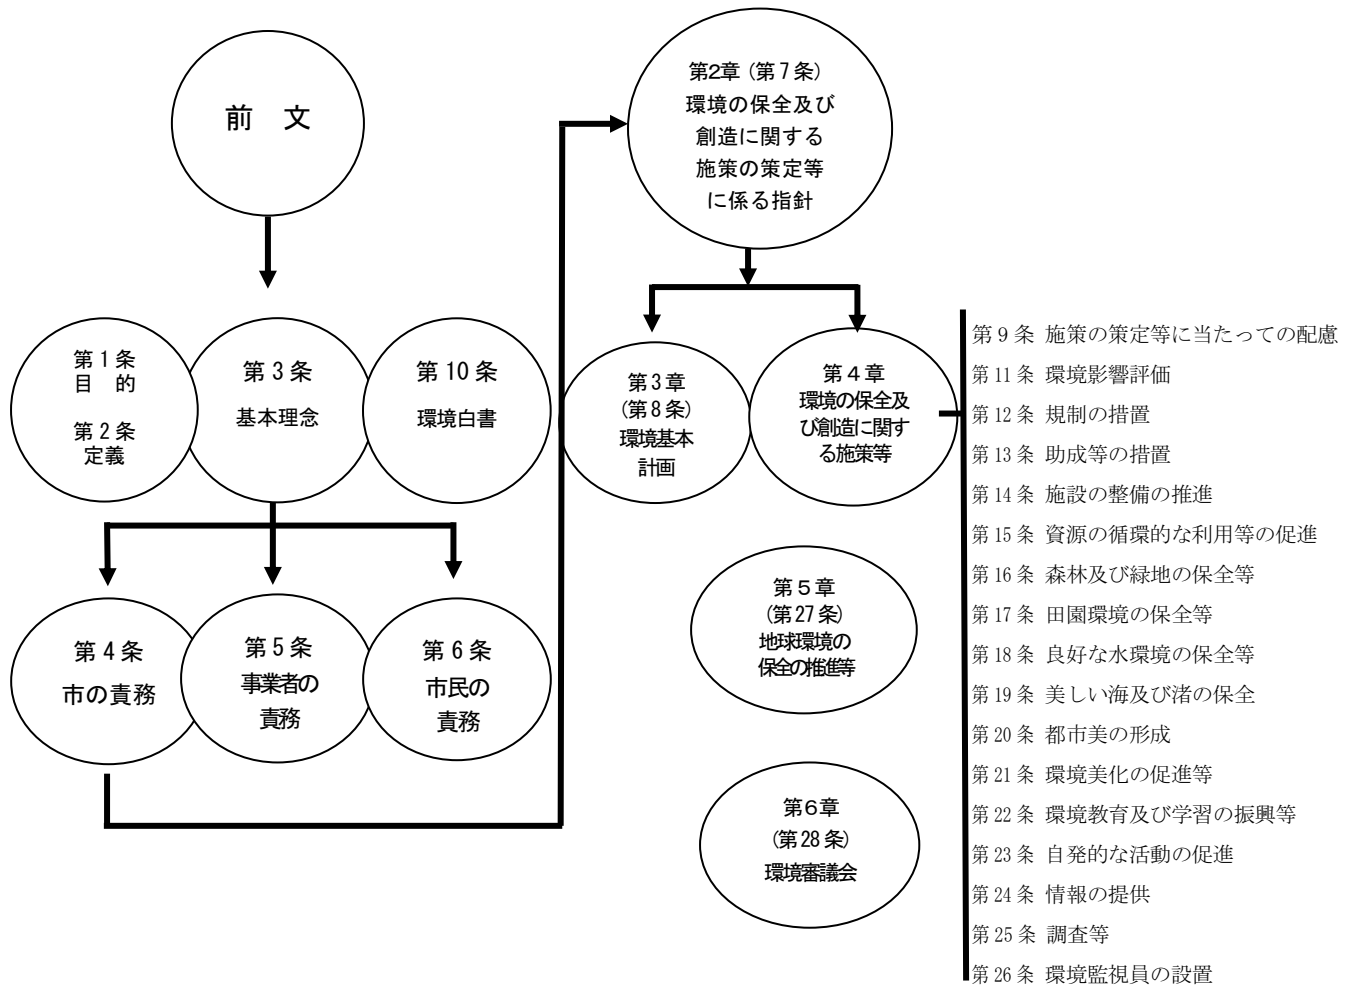 前 文
第1条
目 的
第2条
定義
第3条
基本理念
第10条
環境白書
第4条
市の責務
第5条
事業者の
責務
第6条
市民の
責務
第2章(第7条)
環境の保全及び
創造に関する
施策の策定等
に係る指針
第3章
(第8条)
環境基本
計画
第4章
環境の保全及
び創造に関す
る施策等
第5章
(第27条)
地球環境の
保全の推進等
第6章
(第28条)
環境審議会
第9条 施策の策定等に当たっての配慮
第11条 環境影響評価
第12条 規制の措置
第13条 助成等の措置
第14条 施設の整備の推進
第15条 資源の循環的な利用等の促進
第16条 森林及び緑地の保全等
第17条 田園環境の保全等
第18条 良好な水環境の保全等
第19条 美しい海及び渚の保全
第20条 都市美の形成
第21条 環境美化の促進等
第22条 環境教育及び学習の振興等
第23条 自発的な活動の促進
第24条 情報の提供
第25条 調査等
第26条 環境監視員の設置